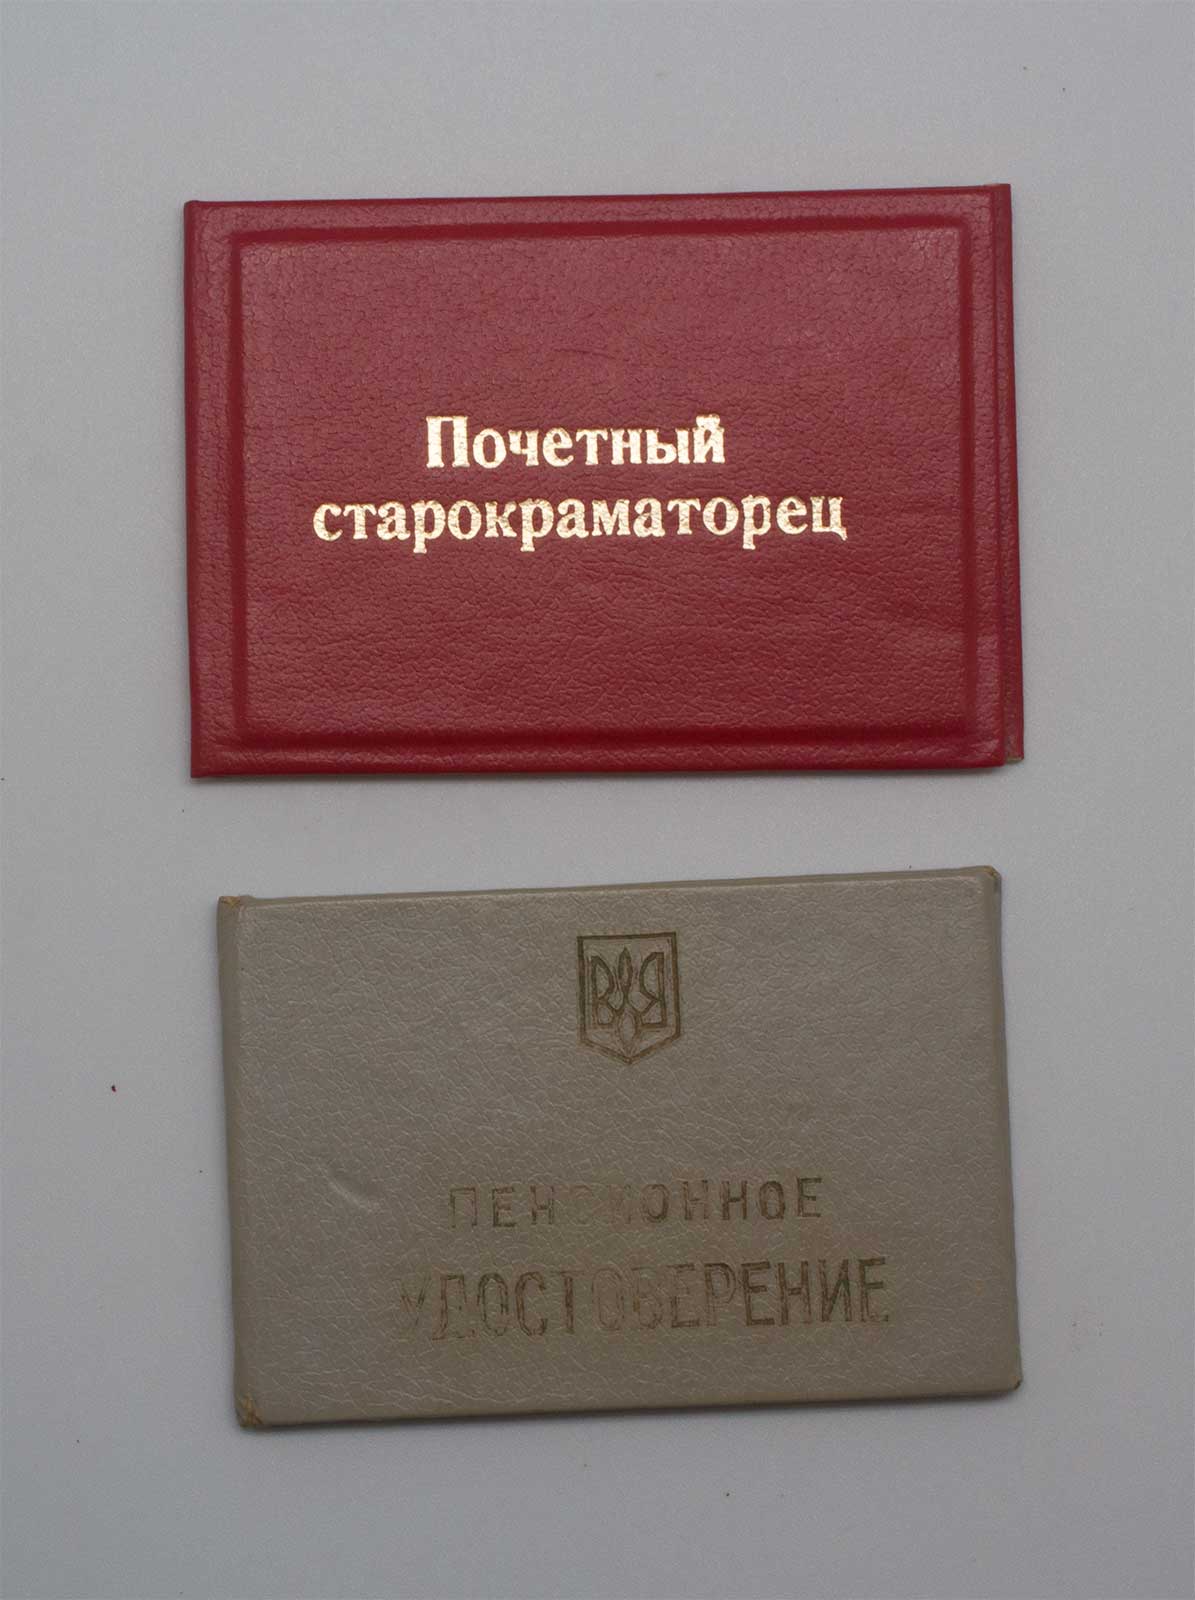 Почетный
старокраматорец
ПЕНСИОННОЕ
УДОСТОВЕРЕНИЕ